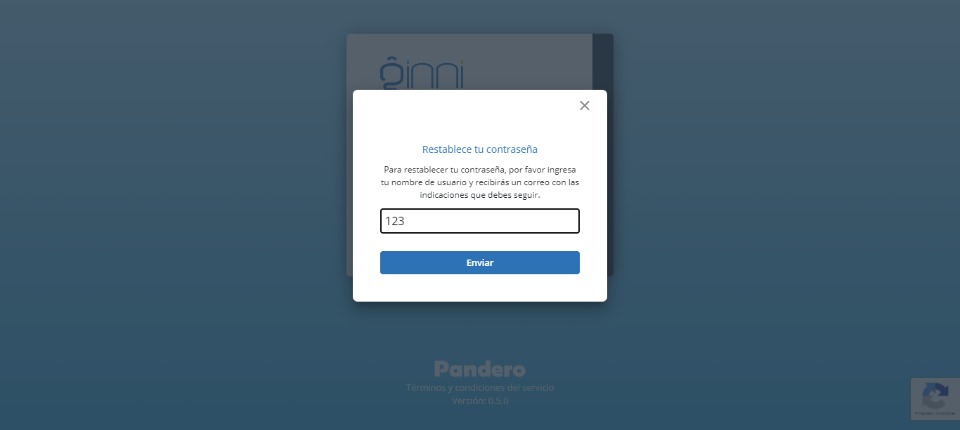 ginni
Restablece tu contraseña
Para restablecer tu contraseña, por favor ingresa
tu nombre de usuario y recibirás un correo con las
indicaciones que debes seguir.
123
Enviar
Pandero
Términos y condiciones del servicio
Versión: 0.5.0